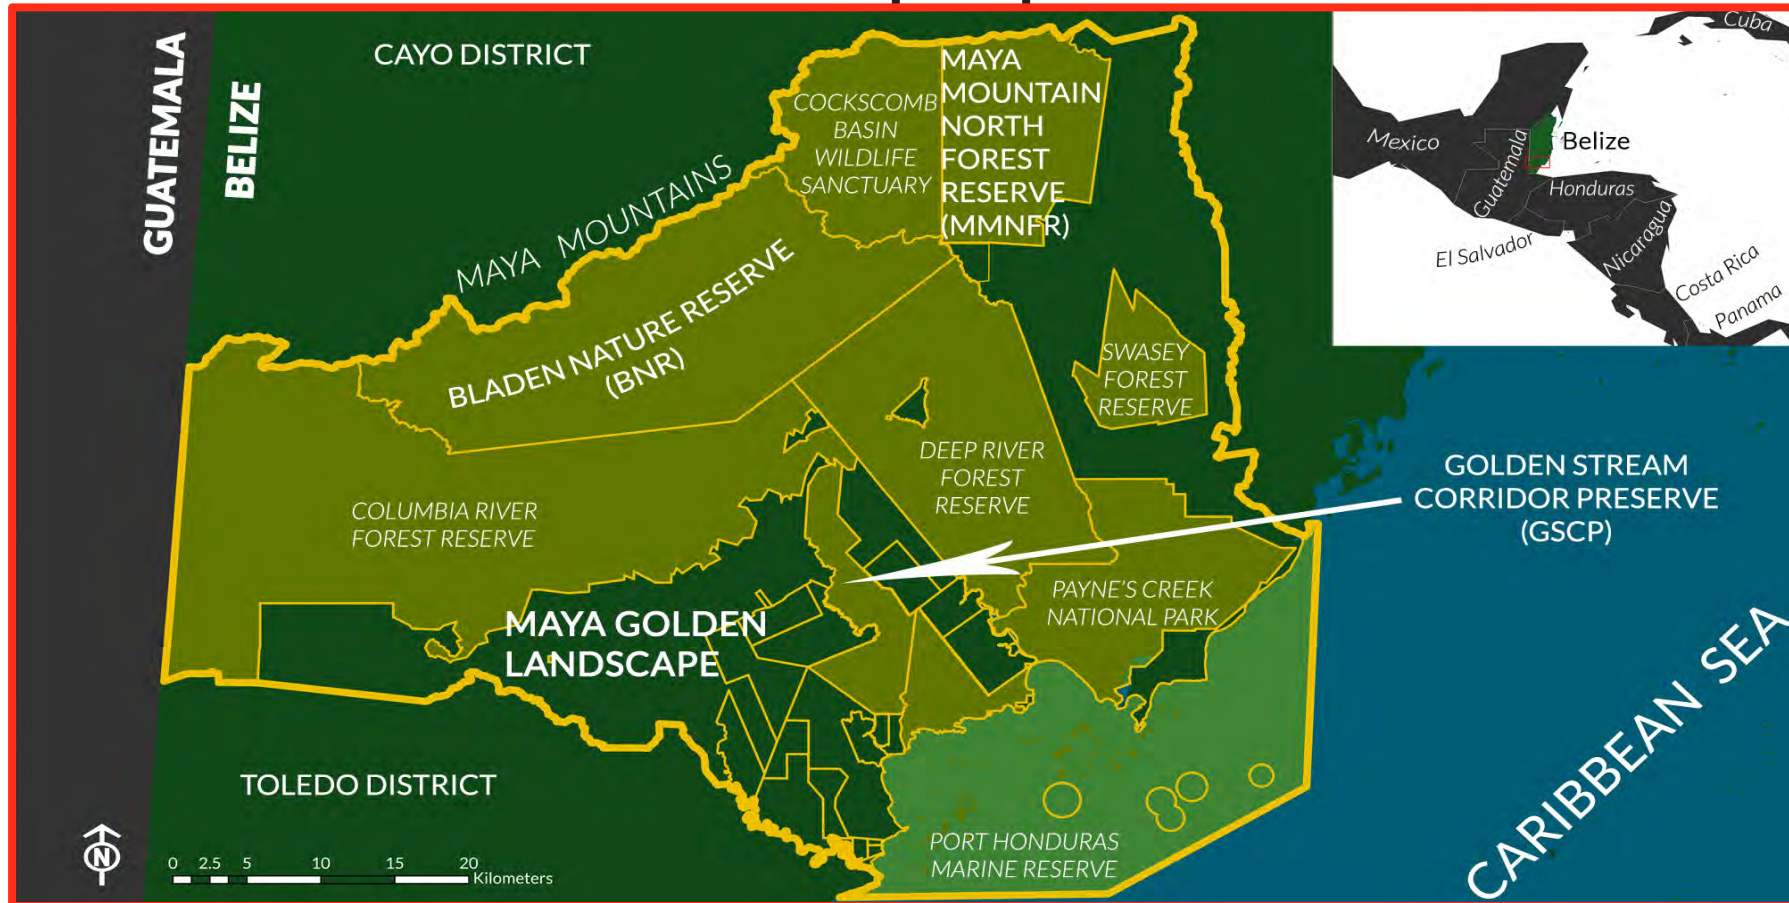 GUATEMALA
BELIZE
CAYO DISTRICT
MAYA MOUNTAINS
COCKSCOMB
BASIN
WILDLIFE
SANCTUARY
MAYA
MOUNTAIN
NORTH
FOREST
RESERVE
(MMNFR)
BLADEN NATURE RESERVE
(BNR)
SWASEY
FOREST
RESERVE
DEEP RIVER
FOREST
RESERVE
COLUMBIA RIVER
FOREST RESERVE
GOLDEN STREAM
CORRIDOR PRESERVE
(GSCP)
PAYNE'S CREEK
NATIONAL PARK
MAYA GOLDEN
LANDSCAPE
TOLEDO DISTRICT
PORT HONDURAS
MARINE RESERVE
CARIBBEAN SEA
N
0 2.5 5 10 15 20
Kilometers
Cuba
Mexico
Belize
Guatemala
Honduras
El Salvador
Nicaragua
Costa Rica
Panama